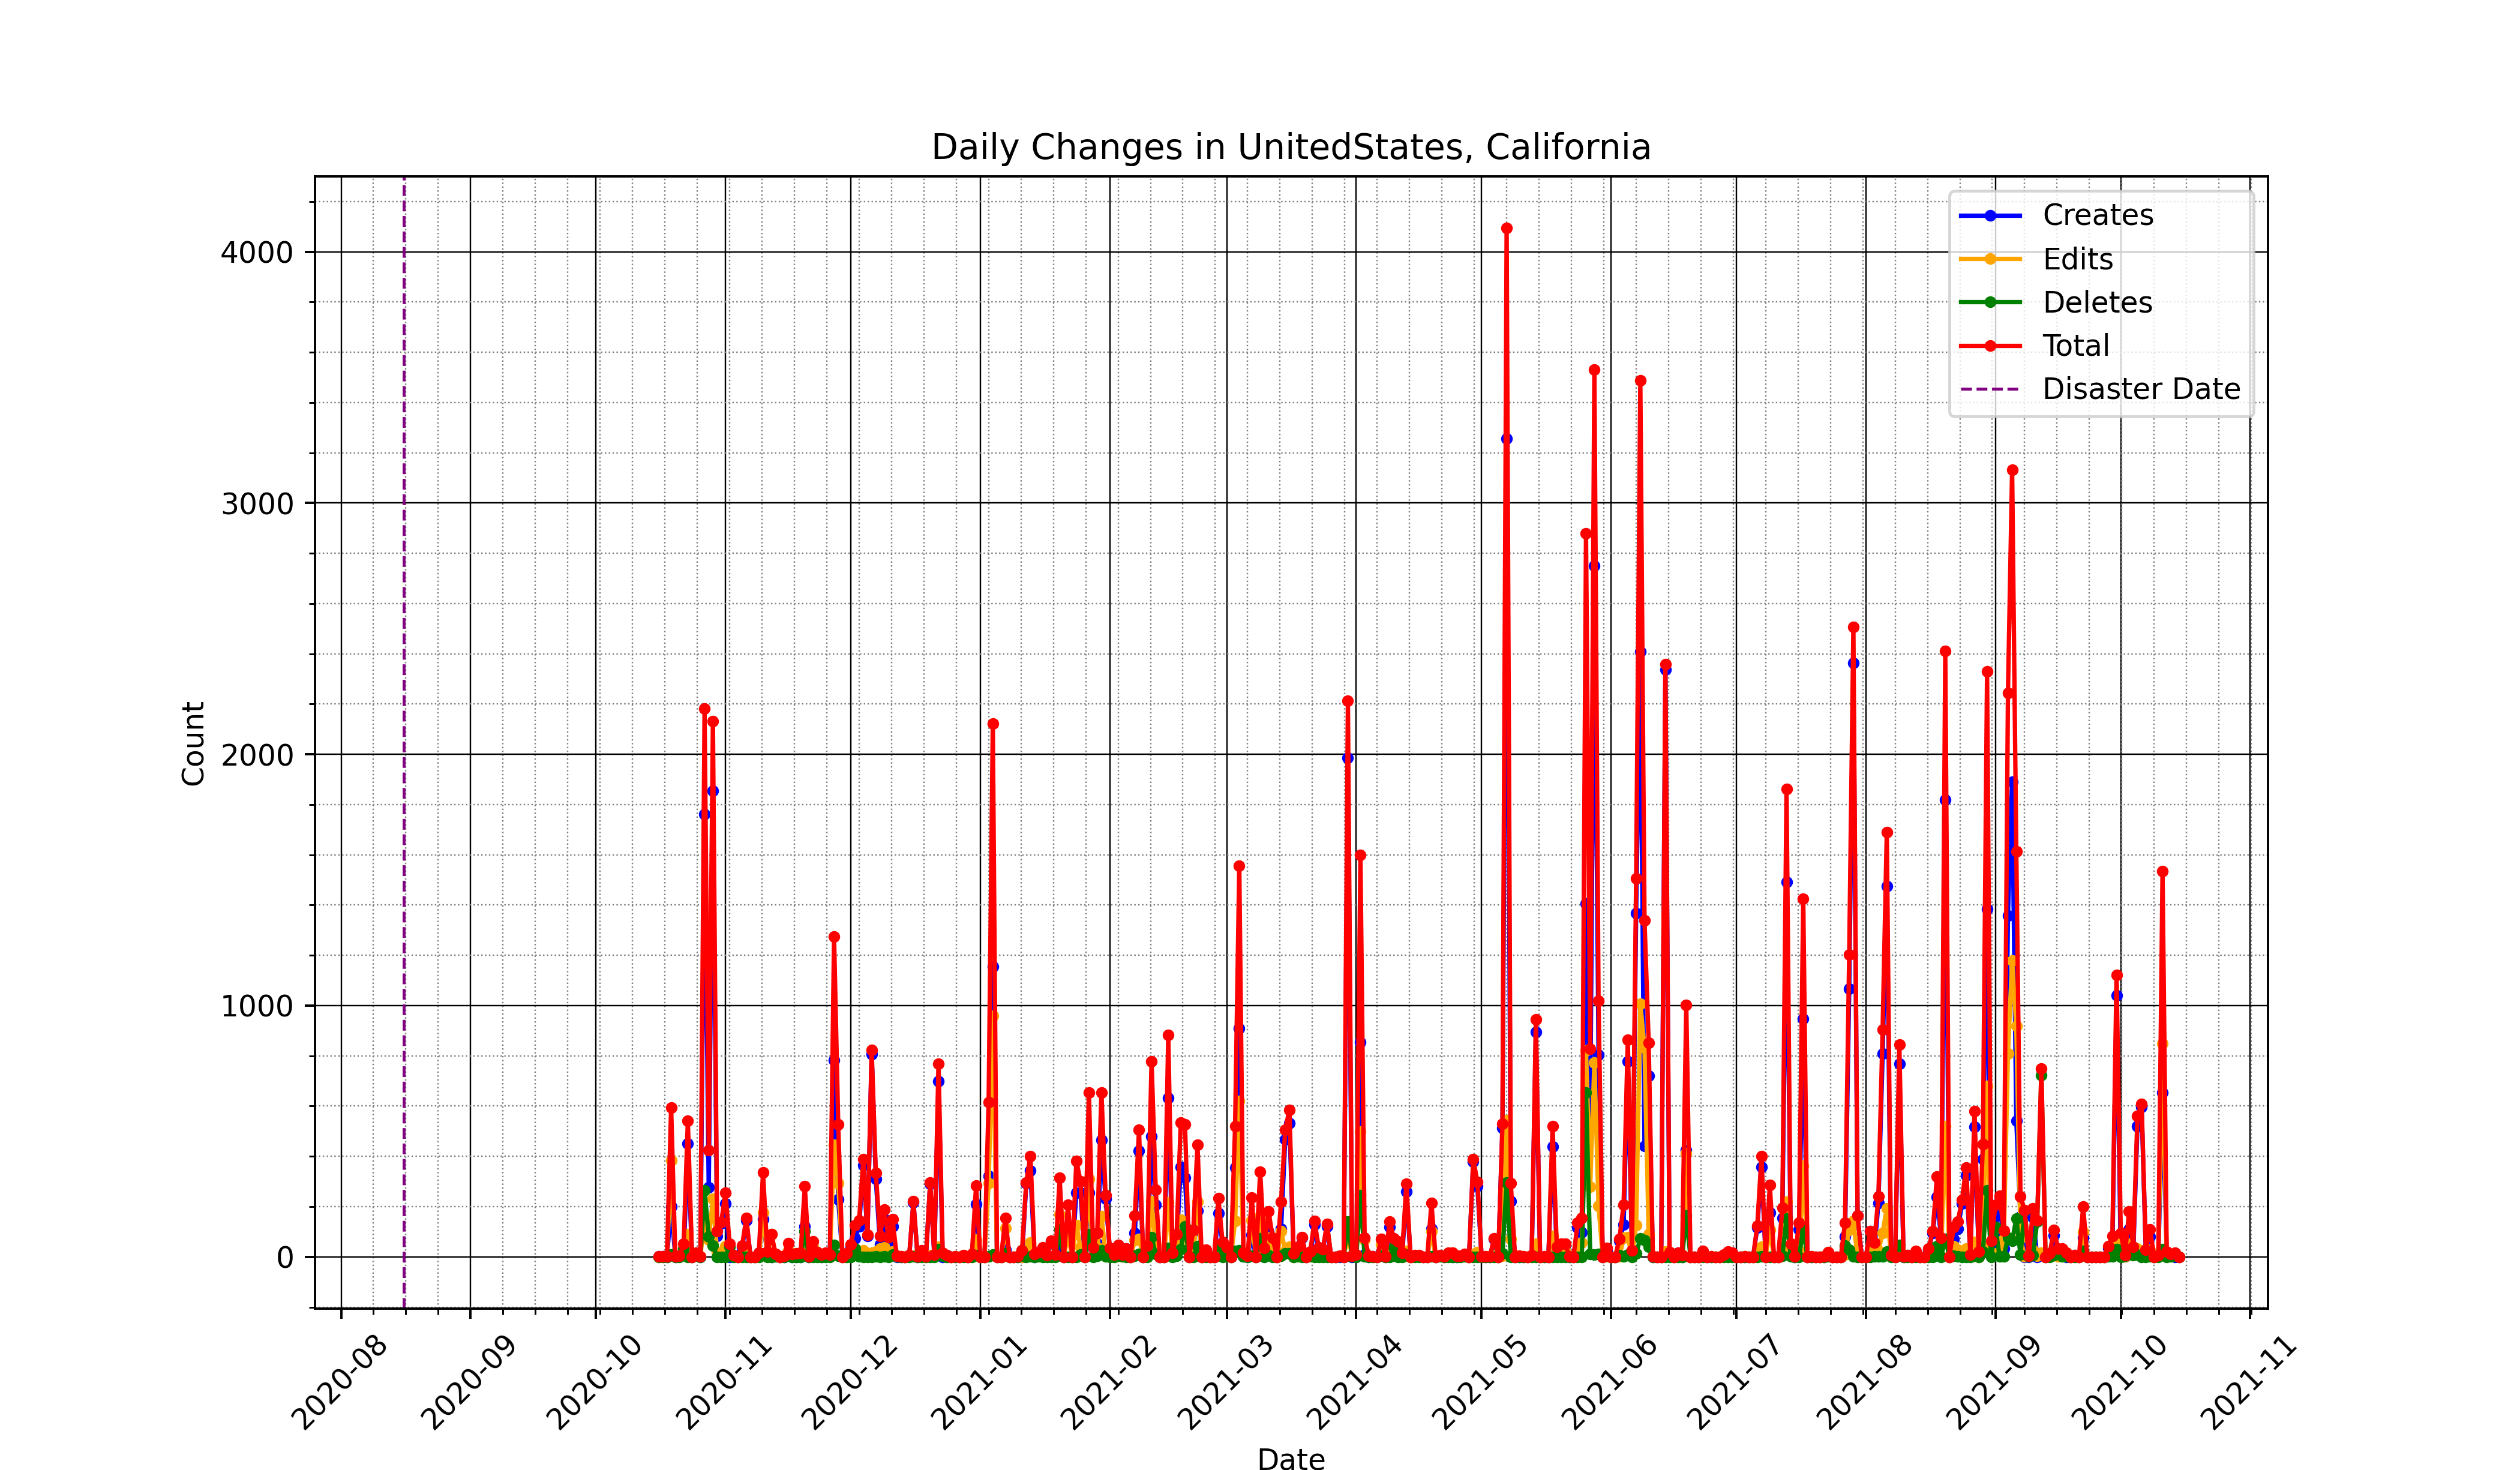 Daily Changes in UnitedStates, California
Creates
Edits
Deletes
Total
Disaster Date
Count
4000
3000
2000
1000
0
2020-08
2020-09
2020-10
2020-11
2020-12
2021-01
2021-02
2021-03
2021-04
2021-05
2021-06
2021-07
2021-08
2021-09
2021-10
2021-11
Date